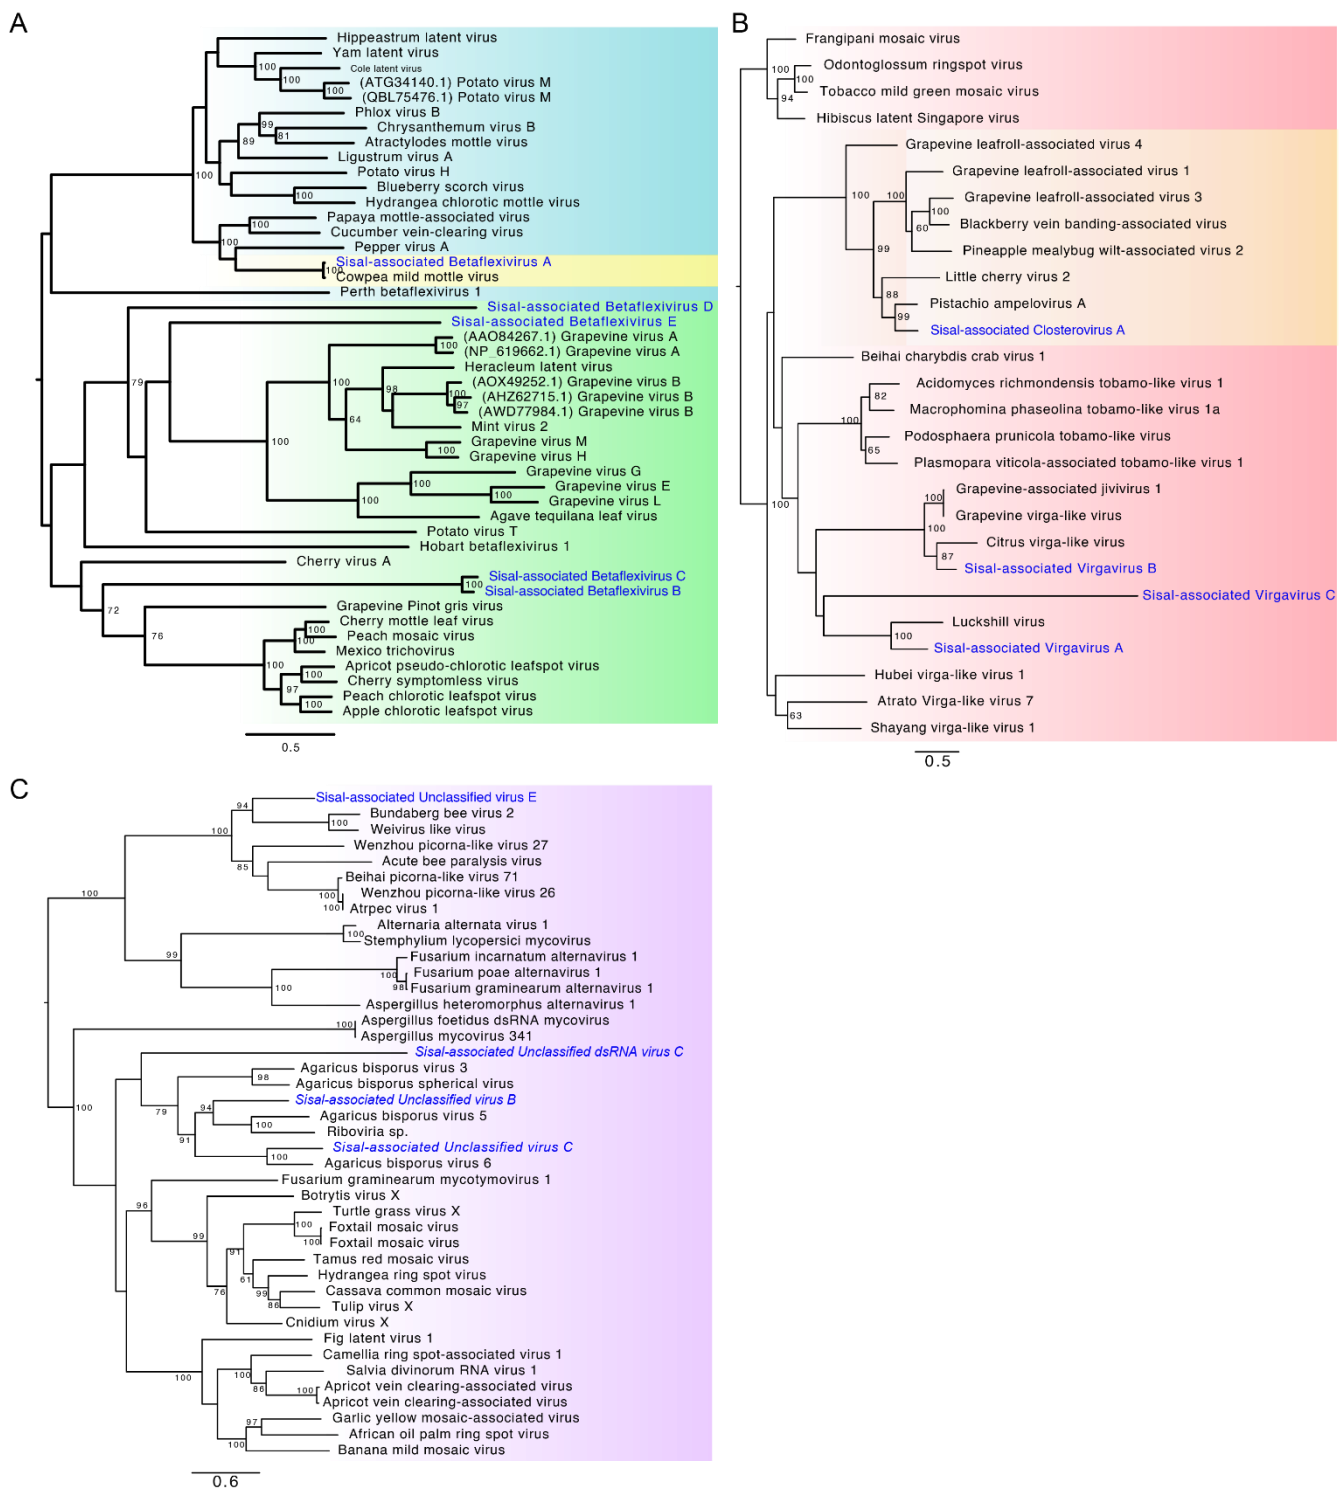 A
Hippeastrum latent virus
Yam latent virus
100
Cole latent virus
100
(ATG34140.1) Potato virus M
100
(QBL75476.1) Potato virus M
Phlox virus B
99
Chrysanthemum virus B
81
89
Atractylodes mottle virus
Ligustrum virus A
100
Potato virus H
Blueberry scorch virus
100
Hydrangea chlorotic mottle virus
Papaya mottle-associated virus
100
Cucumber vein-clearing virus
Pepper virus A
100
Sisal-associated Betaflexivirus A
100
Cowpea mild mottle virus
Perth betaflexivirus 1
Sisal-associated Betaflexivirus D
Sisal-associated Betaflexivirus E
(AAO84267.1) Grapevine virus A
100
(NP_619662.1) Grapevine virus A
Heracleum latent virus
79
100
98
(AOX49252.1) Grapevine virus B
100
(AHZ62715.1) Grapevine virus B
97
(AWD77984.1) Grapevine virus B
64
Mint virus 2
100
Grapevine virus M
100
Grapevine virus H
Grapevine virus G
100
Grapevine virus E
100
Grapevine virus L
100
Agave tequilana leaf virus
Potato virus T
Hobart betaflexivirus 1
Cherry virus A
Sisal-associated Betaflexivirus C
100
Sisal-associated Betaflexivirus B
72
Grapevine Pinot gris virus
Cherry mottle leaf virus
100
76
100
Peach mosaic virus
Mexico trichovirus
100
Apricot pseudo-chlorotic leafspot virus
100
Cherry symptomless virus
97
Peach chlorotic leafspot virus
100
Apple chlorotic leafspot virus
0.5
B
Frangipani mosaic virus
100
Odontoglossum ringspot virus
100
94
Tobacco mild green mosaic virus
Hibiscus latent Singapore virus
Grapevine leafroll-associated virus 4
Grapevine leafroll-associated virus 1
100
100
Grapevine leafroll-associated virus 3
100
60
Blackberry vein banding-associated virus
99
Pineapple mealybug wilt-associated virus 2
Little cherry virus 2
88
Pistachio ampelovirus A
99
Sisal-associated Closterovirus A
Beihai charybdis crab virus 1
Acidomyces richmondensis tobamo-like virus 1
82
Macrophomina phaseolina tobamo-like virus 1a
100
Podosphaera prunicola tobamo-like virus
65
Plasmopara viticola-associated tobamo-like virus 1
Grapevine-associated jivivirus 1
100
100
Grapevine virga-like virus
100
Citrus virga-like virus
87
Sisal-associated Virgavirus B
Sisal-associated Virgavirus C
Luckshill virus
100
Sisal-associated Virgavirus A
Hubei virga-like virus 1
Atrato Virga-like virus 7
63
Shayang virga-like virus 1
0.5
C
Sisal-associated Unclassified virus E
94
Bundaberg bee virus 2
100
100
Weivirus like virus
Wenzhou picorna-like virus 27
85
Acute bee paralysis virus
Beihai picorna-like virus 71
100
100
Wenzhou picorna-like virus 26
100
Atrpec virus 1
Alternaria alternata virus 1
100
Stemphylium lycopersici mycovirus
99
Fusarium incarnatum alternavirus 1
100
Fusarium poae alternavirus 1
100
98
Fusarium graminearum alternavirus 1
Aspergillus heteromorphus alternavirus 1
Aspergillus foetidus dsRNA mycovirus
100
Aspergillus mycovirus 341
Sisal-associated Unclassified dsRNA virus C
Agaricus bisporus virus 3
98
Agaricus bisporus spherical virus
100
79
94
Sisal-associated Unclassified virus B
Agaricus bisporus virus 5
100
Riboviria sp.
91
Sisal-associated Unclassified virus C
100
Agaricus bisporus virus 6
Fusarium graminearum mycotymovirus 1
96
Botrytis virus X
Turtle grass virus X
100
Foxtail mosaic virus
99
100
Foxtail mosaic virus
91
Tamus red mosaic virus
61
Hydrangea ring spot virus
99
76
Cassava common mosaic virus
86
Tulip virus X
Cnidium virus X
Fig latent virus 1
Camellia ring spot-associated virus 1
100
100
Salvia divinorum RNA virus 1
86
Apricot vein clearing-associated virus
100
Apricot vein clearing-associated virus
Garlic yellow mosaic-associated virus
97
African oil palm ring spot virus
100
Banana mild mosaic virus
0.6